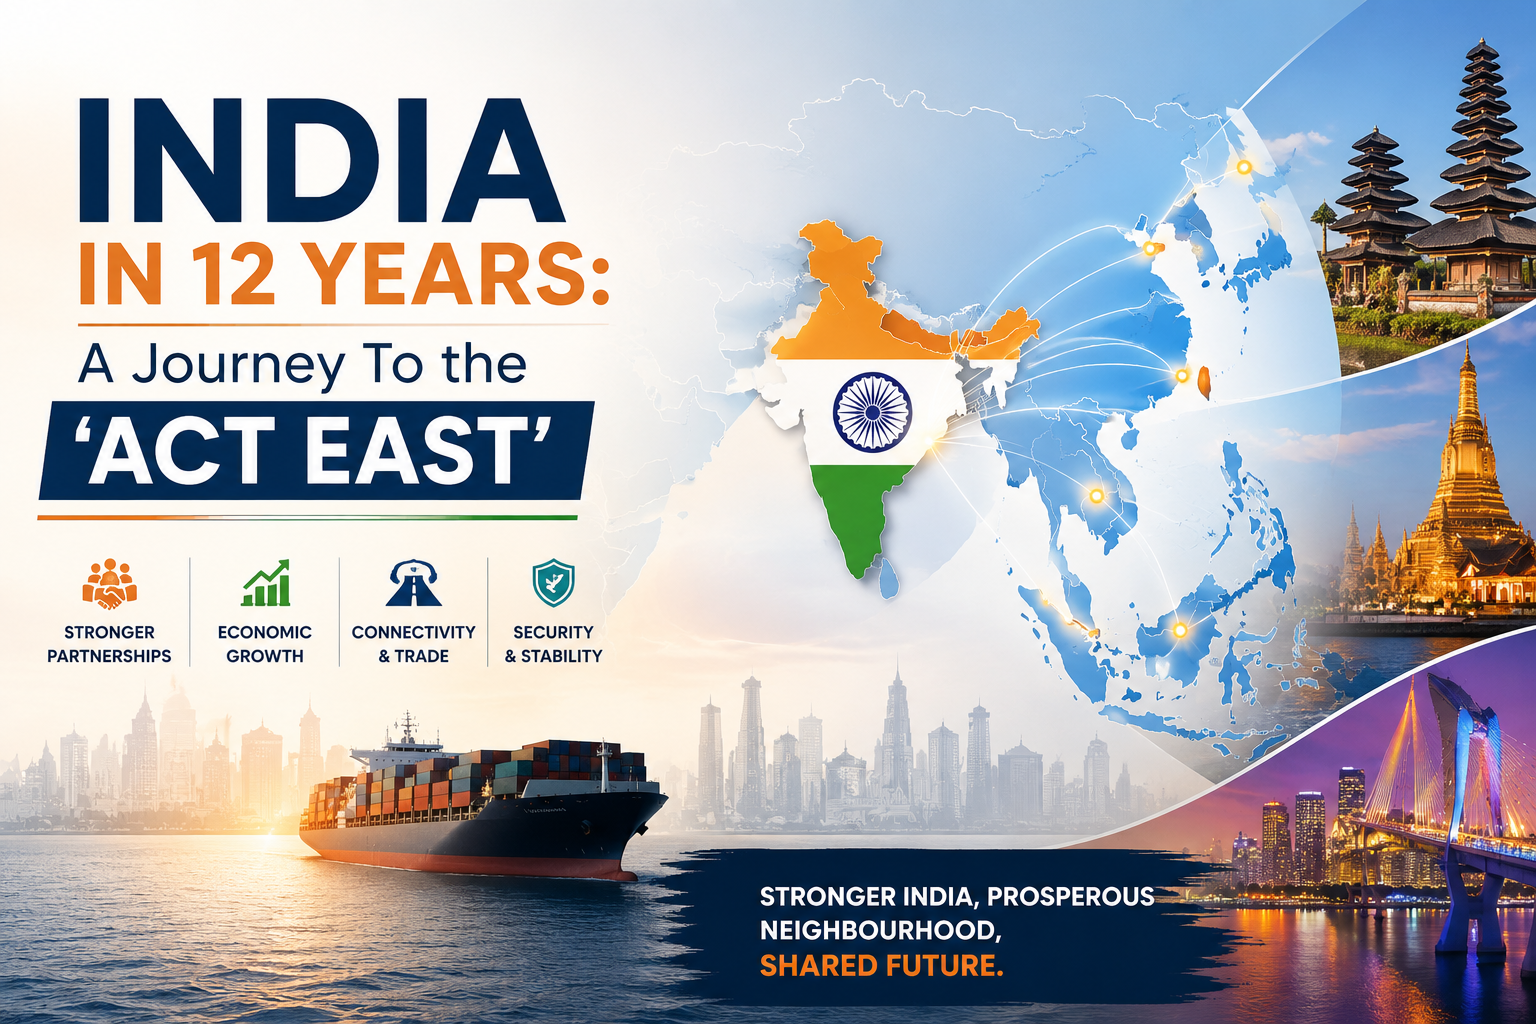 INDIA
IN 12 YEARS:
A Journey To the
‘ACT EAST’
STRONGER
PARTNERSHIPS
ECONOMIC
GROWTH
CONNECTIVITY
& TRADE
SECURITY
& STABILITY
STRONGER INDIA, PROSPEROUS
NEIGHBOURHOOD,
SHARED FUTURE.